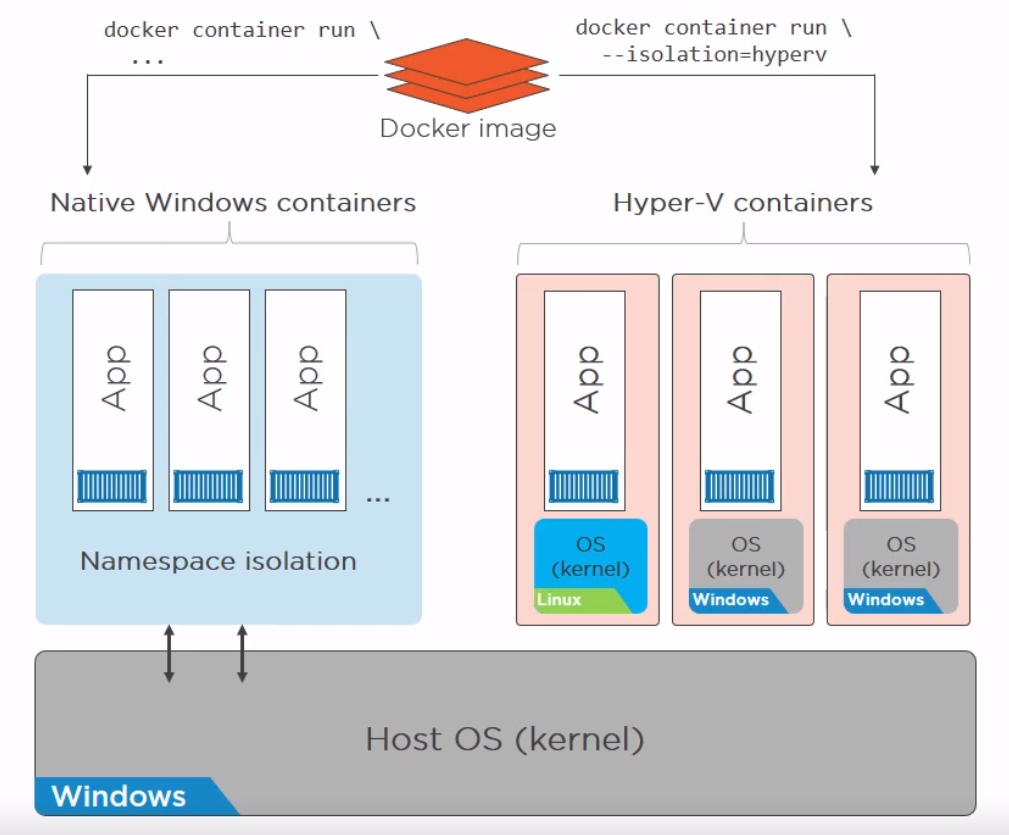 docker container run \
...
docker container run \
--isolation=hyperv
Docker image
Native Windows containers
Hyper-V containers
App
App
App
...
App
App
App
Namespace isolation
OS
(kernel)
Linux
OS
(kernel)
Windows
OS
(kernel)
Windows
Host OS (kernel)
Windows